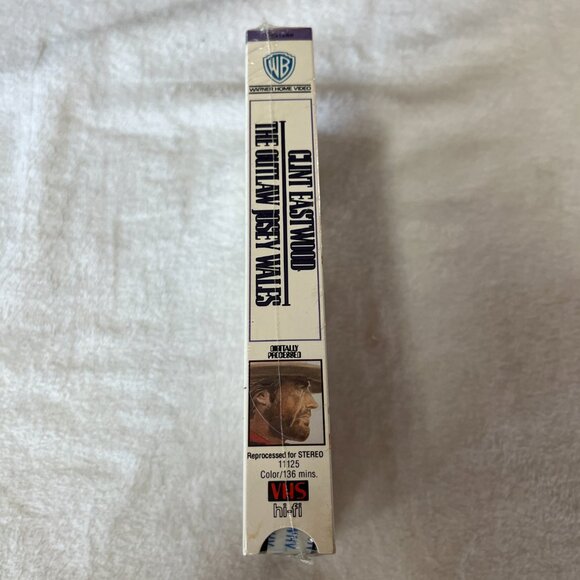 WB
WARNER HOME VIDEO
CLINT EASTWOOD
THE OUTLAW JOSEY WALES
DIGITALLY
PROCESSED
Reprocessed for STEREO
11125
Color/136 mins.
VHS
hi-fi